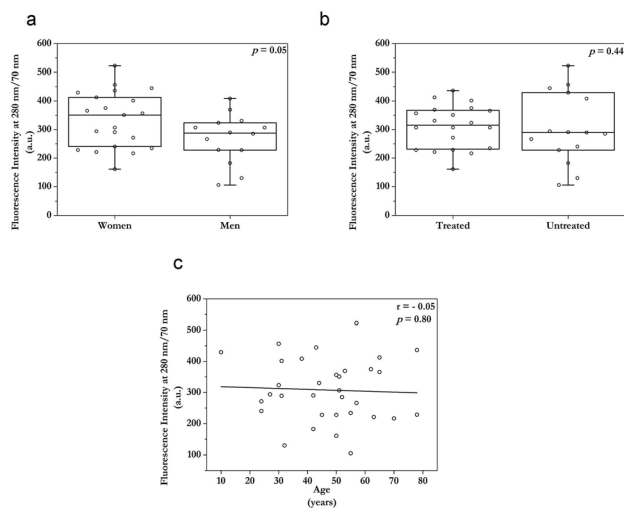 a
p = 0.05
Fluorescence Intensity at 280 nm/70 nm
(a.u.)
600
500
400
300
200
100
0
Women
Men
b
p = 0.44
Fluorescence Intensity at 280 nm/70 nm
(a.u.)
600
500
400
300
200
100
0
Treated
Untreated
c
r = - 0.05
p = 0.80
Fluorescence Intensity at 280 nm/70 nm
(a.u.)
600
500
400
300
200
100
10
20
30
40
50
60
70
80
Age
(years)